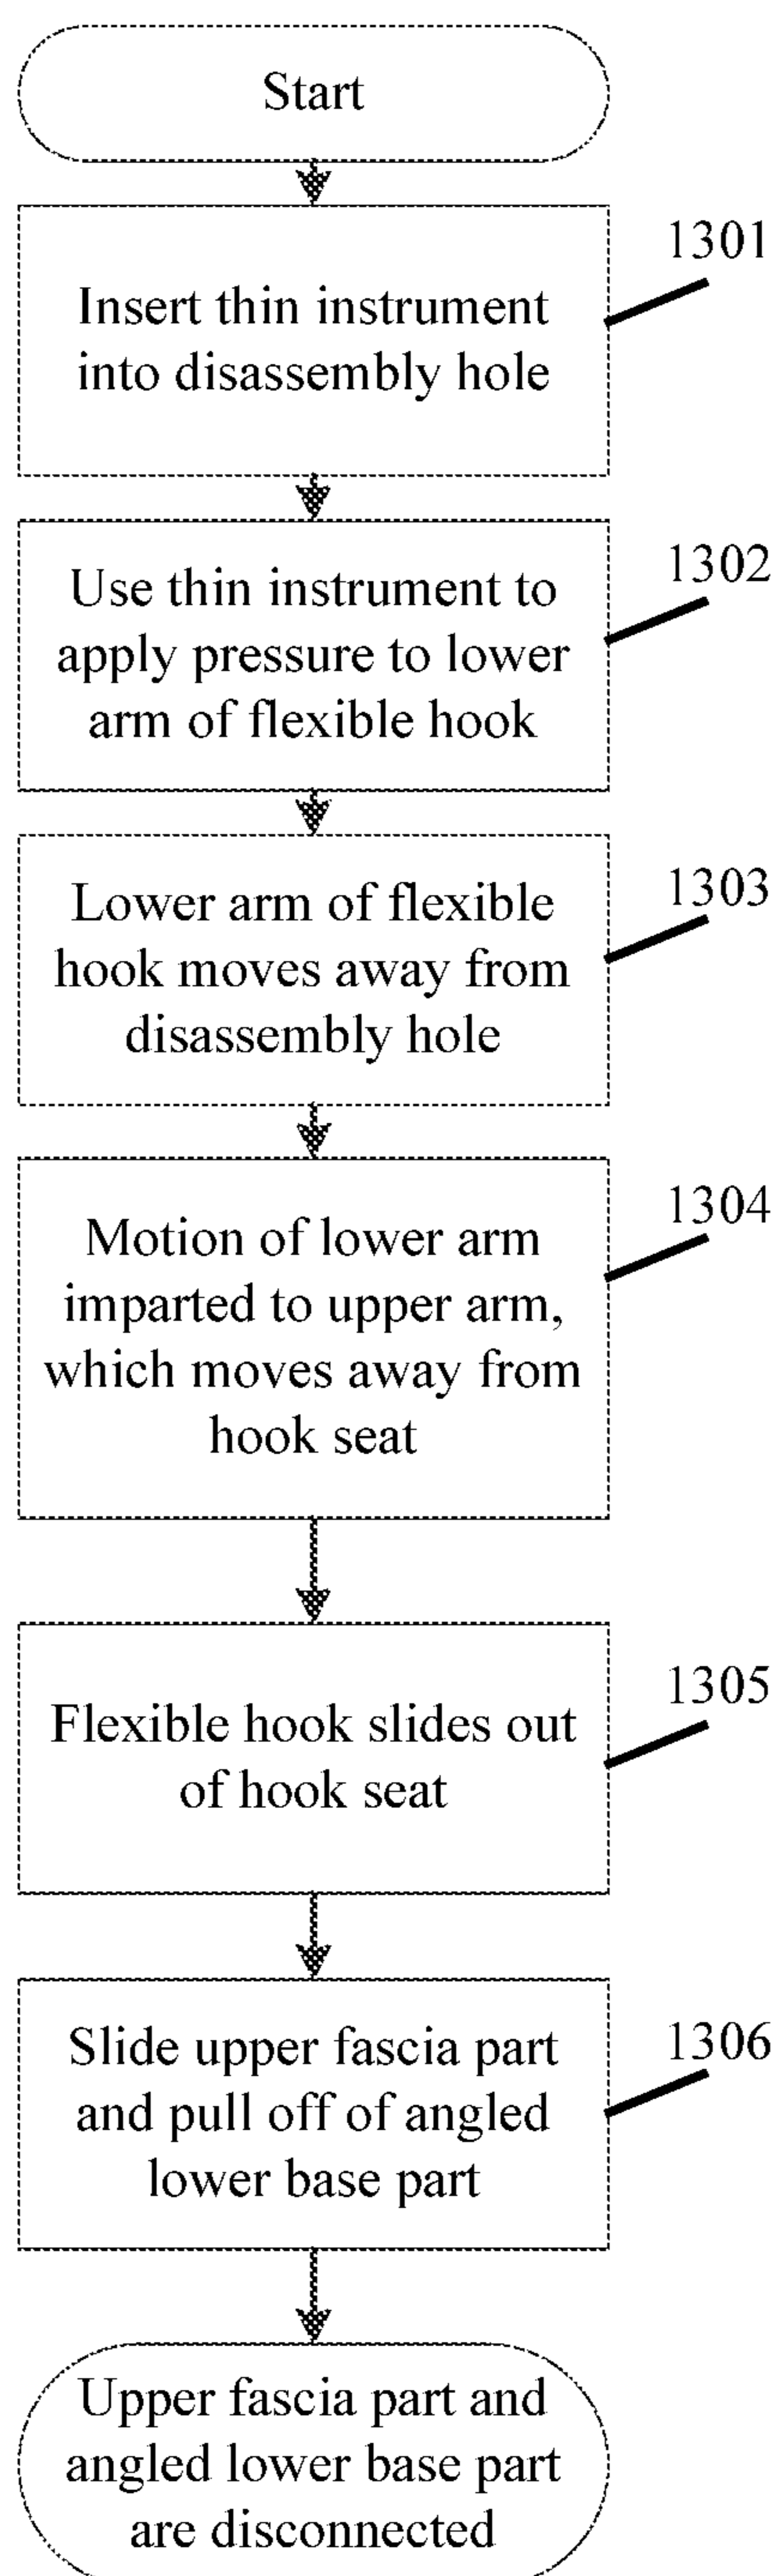 Start
1301
Insert thin instrument
into disassembly hole
1302
Use thin instrument to
apply pressure to lower
arm of flexible hook
1303
Lower arm of flexible
hook moves away from
disassembly hole
1304
Motion of lower arm
imparted to upper arm,
which moves away from
hook seat
1305
Flexible hook slides out
of hook seat
1306
Slide upper fascia part
and pull off of angled
lower base part
Upper fascia part and
angled lower base part
are disconnected